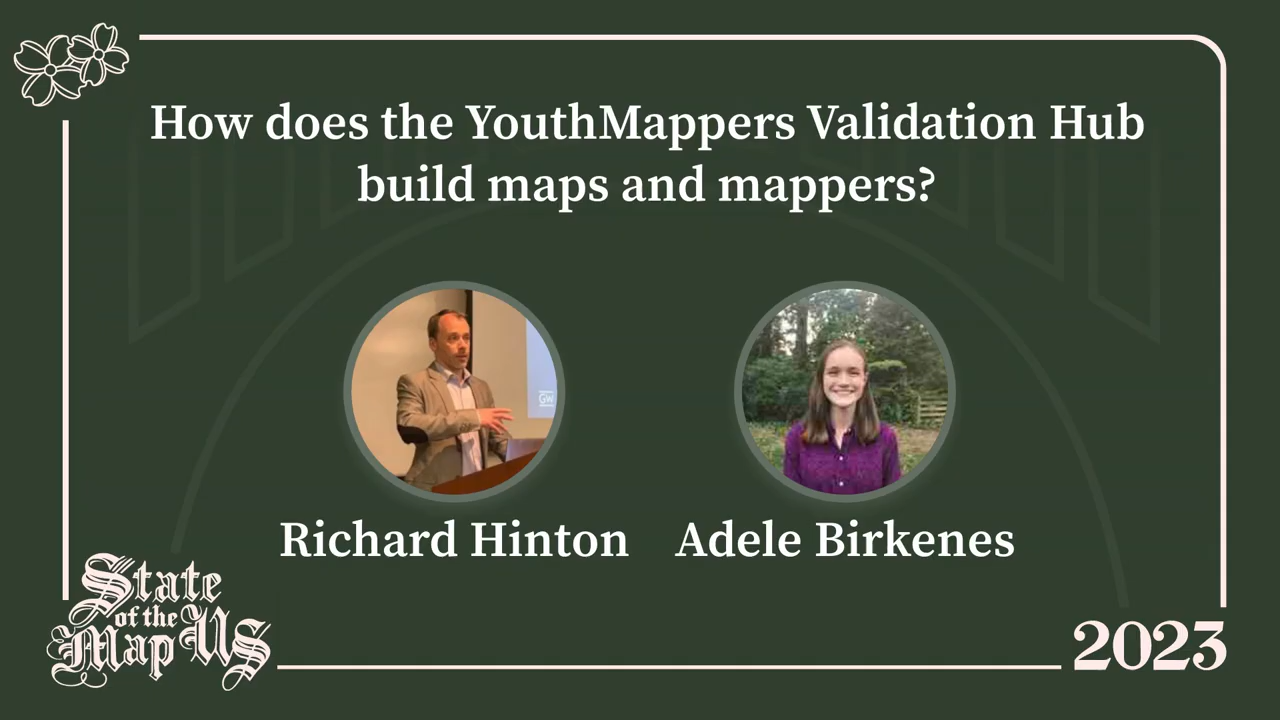 How does the YouthMappers Validation Hub
build maps and mappers?
GW
Richard Hinton
Adele Birkenes
State
of the
Map US
2023